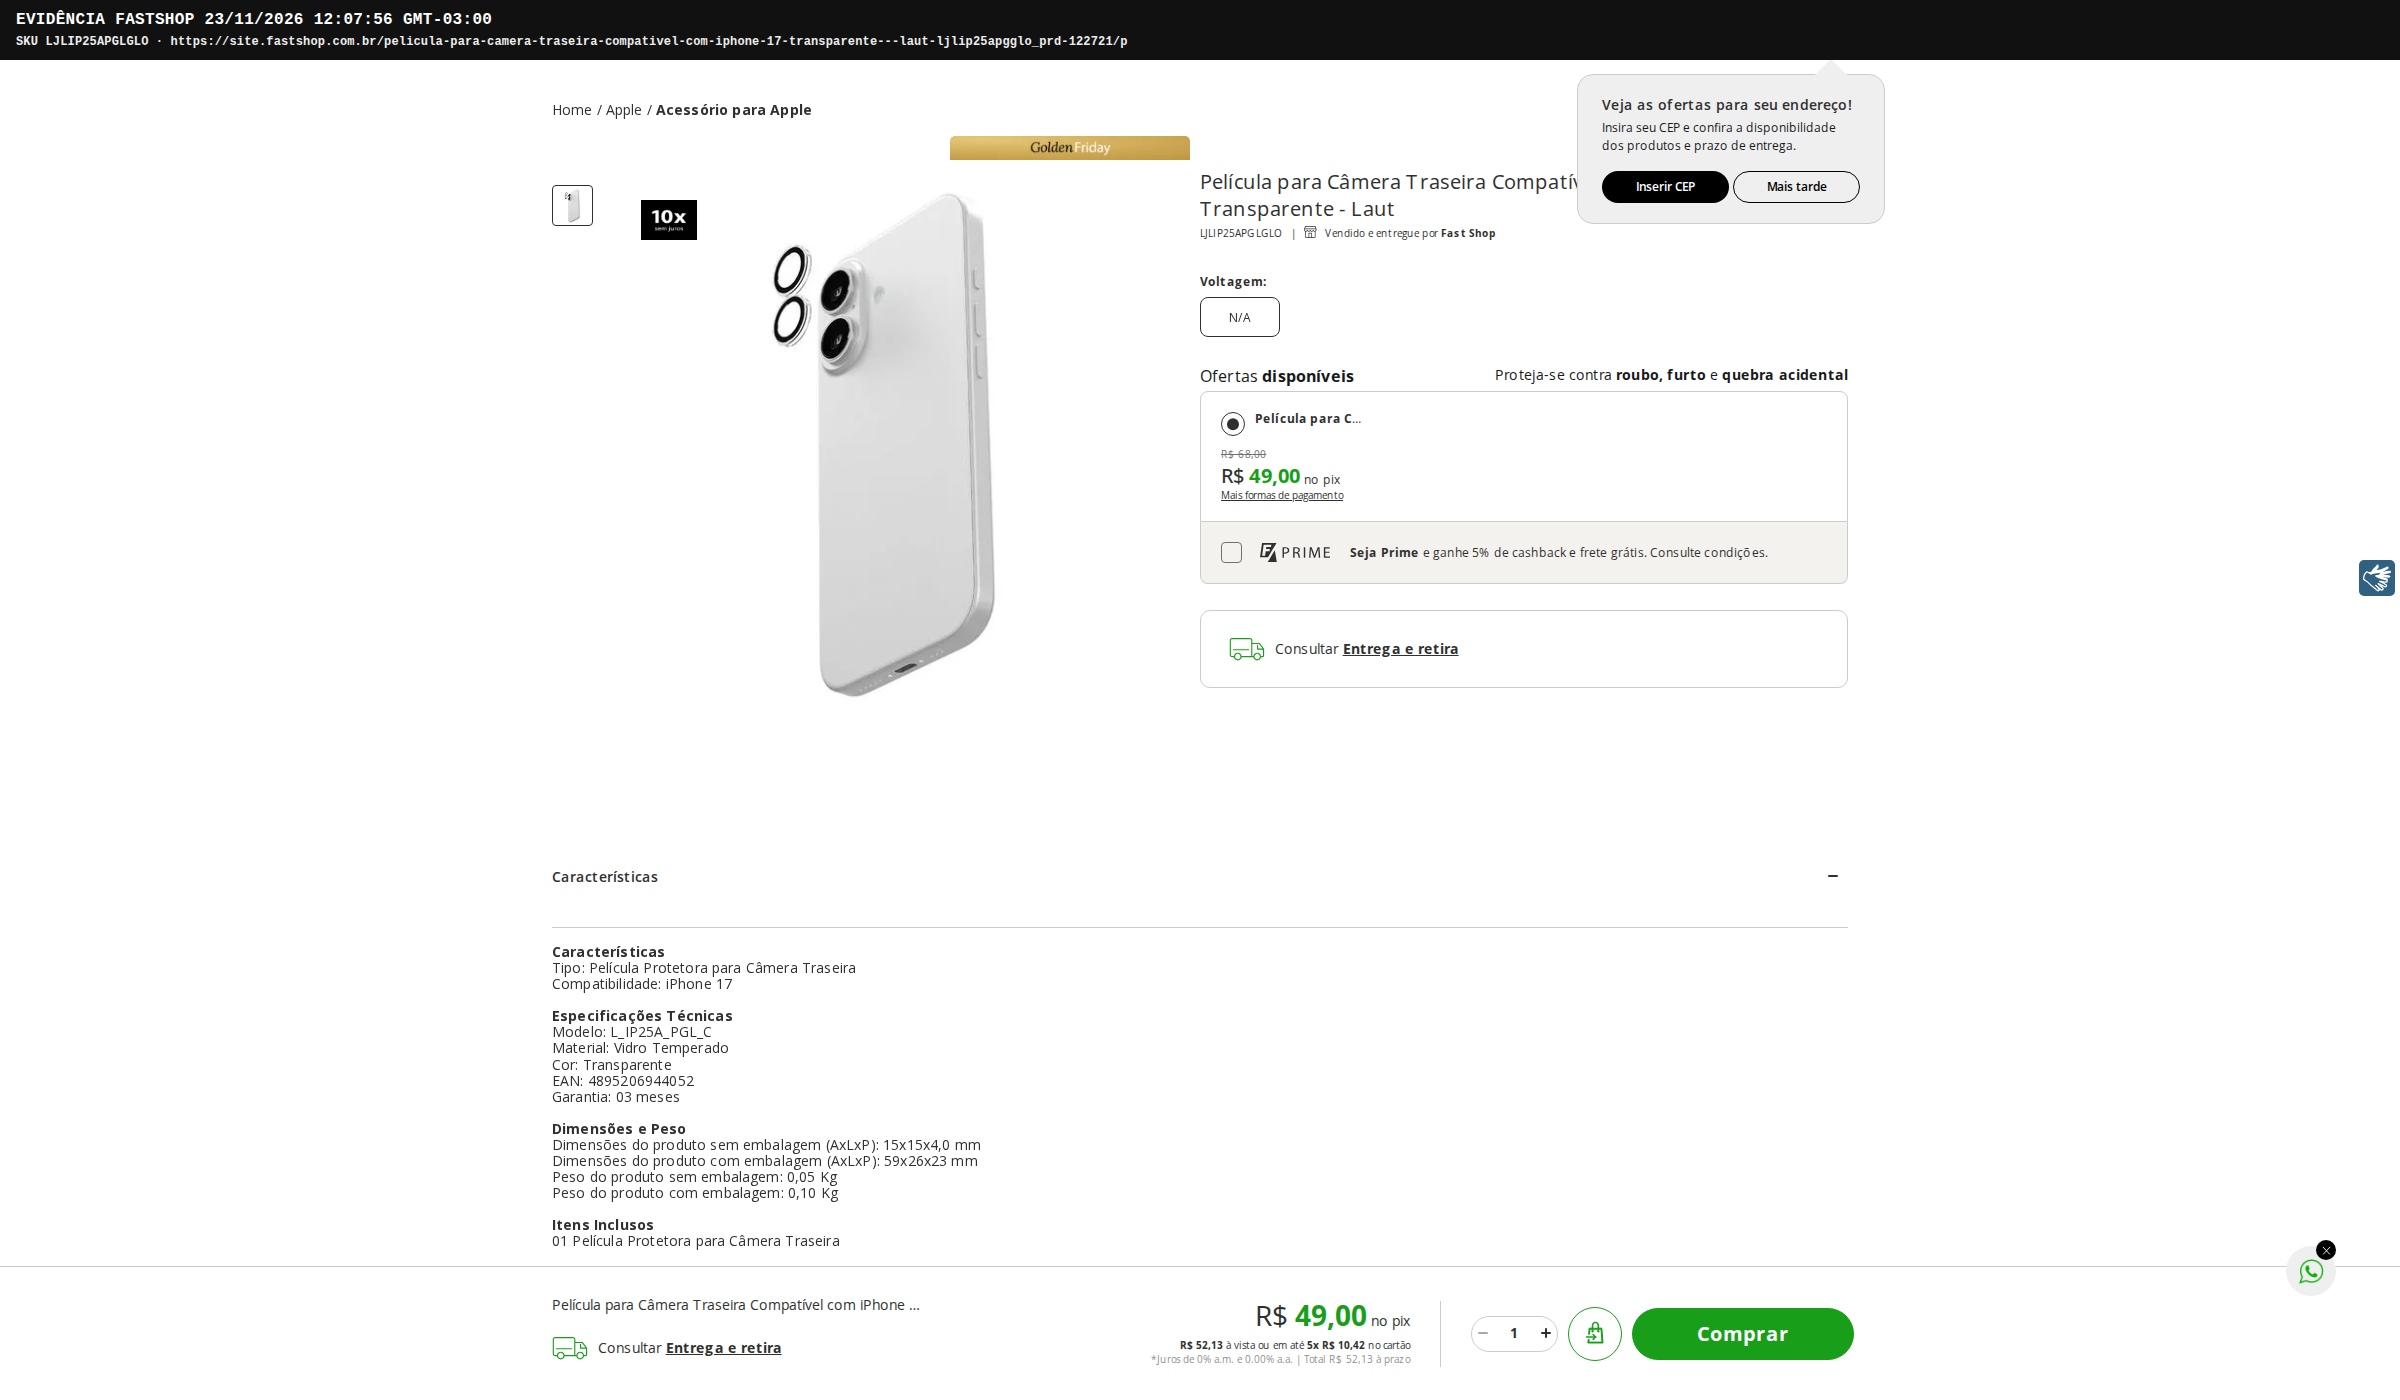 EVIDÊNCIA FASTSHOP 23/11/2026 12:07:56 GMT-03:00
SKU LJLIP25APGLGLO · https://site.fastshop.com.br/pelicula-para-camera-traseira-compativel-com-iphone-17-transparente---laut-ljlip25apgglo_prd-122721/p
Home / Apple / Acessório para Apple
Veja as ofertas para seu endereço!
Insira seu CEP e confira a disponibilidade
dos produtos e prazo de entrega.
Inserir CEP
Mais tarde
Golden Friday
10x
sem juros
Película para Câmera Traseira Compatív
Transparente - Laut
LJLIP25APGLGLO | Vendido e entregue por Fast Shop
Voltagem:
N/A
Ofertas disponíveis
Proteja-se contra roubo, furto e quebra acidental
Película para C...
R$ 68,00
R$ 49,00 no pix
Mais formas de pagamento
PRIME
Seja Prime e ganhe 5% de cashback e frete grátis. Consulte condições.
Consultar Entrega e retira
Características
Características
Tipo: Película Protetora para Câmera Traseira
Compatibilidade: iPhone 17
Especificações Técnicas
Modelo: L_IP25A_PGL_C
Material: Vidro Temperado
Cor: Transparente
EAN: 4895206944052
Garantia: 03 meses
Dimensões e Peso
Dimensões do produto sem embalagem (AxLxP): 15x15x4,0 mm
Dimensões do produto com embalagem (AxLxP): 59x26x23 mm
Peso do produto sem embalagem: 0,05 Kg
Peso do produto com embalagem: 0,10 Kg
Itens Inclusos
01 Película Protetora para Câmera Traseira
Película para Câmera Traseira Compatível com iPhone ...
Consultar Entrega e retira
R$ 49,00 no pix
R$ 52,13 à vista ou em até 5x R$ 10,42 no cartão
*Juros de 0% a.m. e 0.00% a.a. | Total R$ 52,13 à prazo
1
Comprar